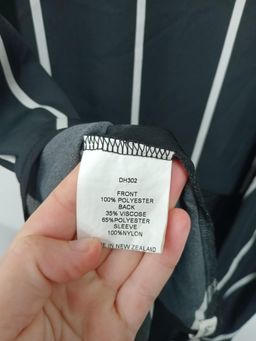 DH302
FRONT
100% POLYESTER
BACK
35% VISCOSE
65%POLYESTER
SLEEVE
100%NYLON
IN NEW ZEALAND